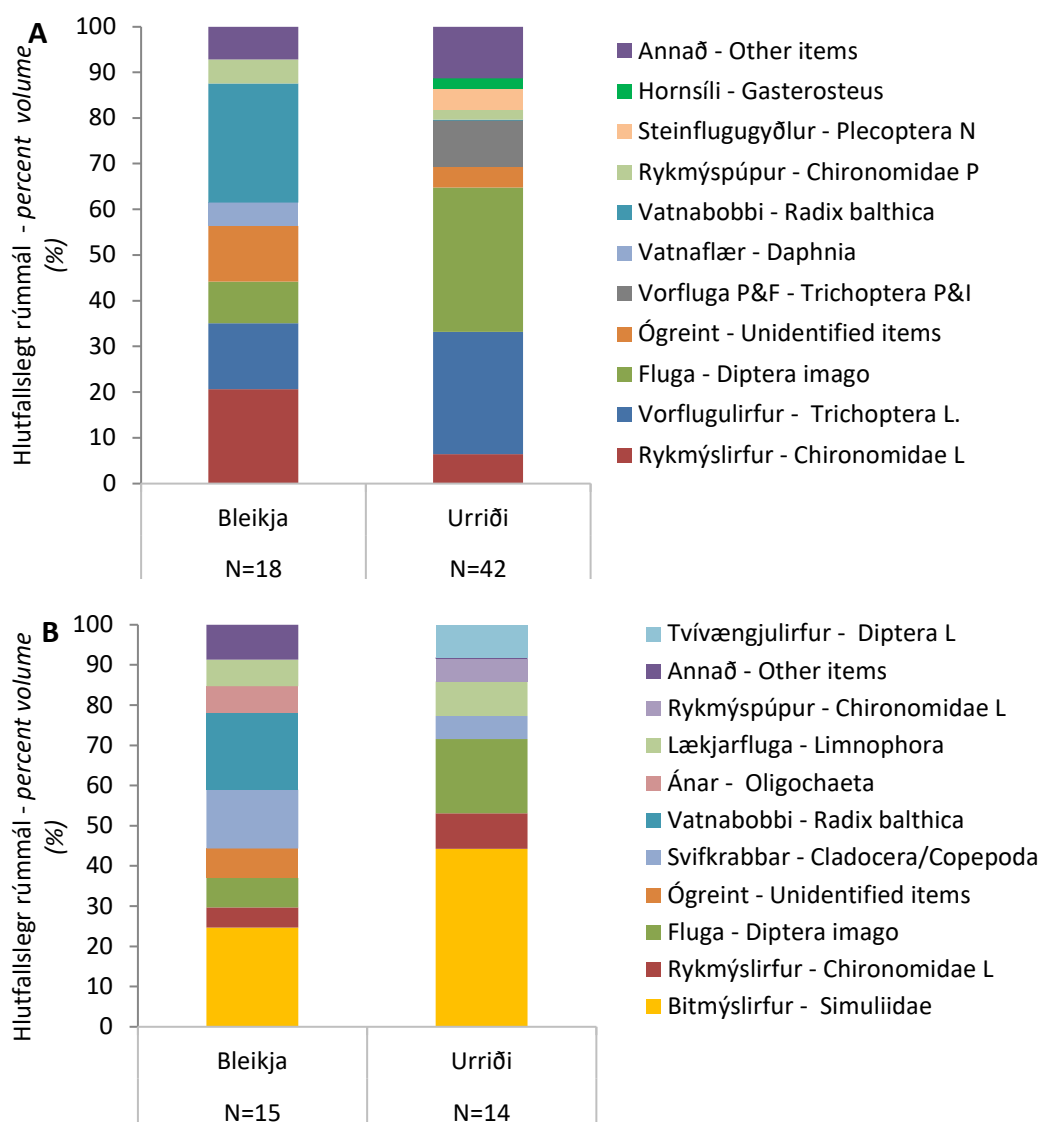 A
Hlutfallslegt rúmmál - percent volume
(%)
100
90
80
70
60
50
40
30
20
10
0
Bleikja
Urriði
N=18
N=42
Annað - Other items
Hornsíli - Gasterosteus
Steinflugugyðlur - Plecoptera N
Rykmýspúpur - Chironomidae P
Vatnabobbi - Radix balthica
Vatnaflær - Daphnia
Vorfluga P&F - Trichoptera P&I
Ógreint - Unidentified items
Fluga - Diptera imago
Vorflugulirfur - Trichoptera L.
Rykmýslirfur - Chironomidae L
B
Hlutfallslegr rúmmál - percent volume
(%)
100
90
80
70
60
50
40
30
20
10
0
Bleikja
Urriði
N=15
N=14
Tvívængjulirfur - Diptera L
Annað - Other items
Rykmýspúpur - Chironomidae L
Lækjarfluga - Limnophora
Ánar - Oligochaeta
Vatnabobbi - Radix balthica
Svifkrabbar - Cladocera/Copepoda
Ógreint - Unidentified items
Fluga - Diptera imago
Rykmýslirfur - Chironomidae L
Bitmýslirfur - Simuliidae